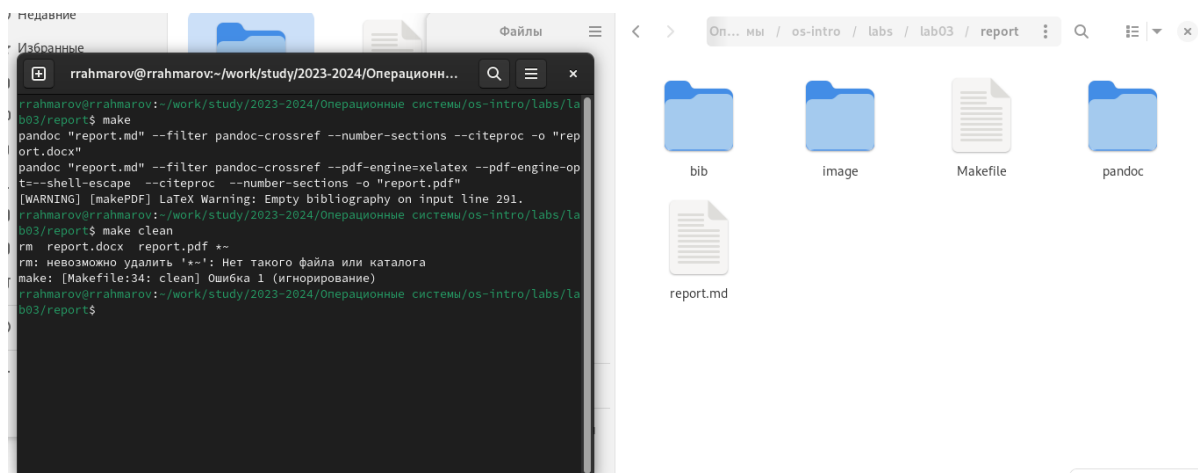 Недавние
Избранные
Файлы
rrahmarov@rrahmarov:~/work/study/2023-2024/Операционн...
rrahmarov@rrahmarov:~/work/study/2023-2024/Операционные системы/os-intro/labs/la
b03/report$ make
pandoc "report.md" --filter pandoc-crossref --number-sections --citeproc -o "rep
ort.docx"
pandoc "report.md" --filter pandoc-crossref --pdf-engine=xelatex --pdf-engine-op
t=--shell-escape  --citeproc  --number-sections -o "report.pdf"
[WARNING] [makePDF] LaTeX Warning: Empty bibliography on input line 291.
rrahmarov@rrahmarov:~/work/study/2023-2024/Операционные системы/os-intro/labs/la
b03/report$ make clean
rm  report.docx  report.pdf *~
rm: невозможно удалить '*~': Нет такого файла или каталога
make: [Makefile:34: clean] Ошибка 1 (игнорирование)
rrahmarov@rrahmarov:~/work/study/2023-2024/Операционные системы/os-intro/labs/la
b03/report$
Оп... мы / os-intro / labs / lab03 / report
bib
image
Makefile
pandoc
report.md